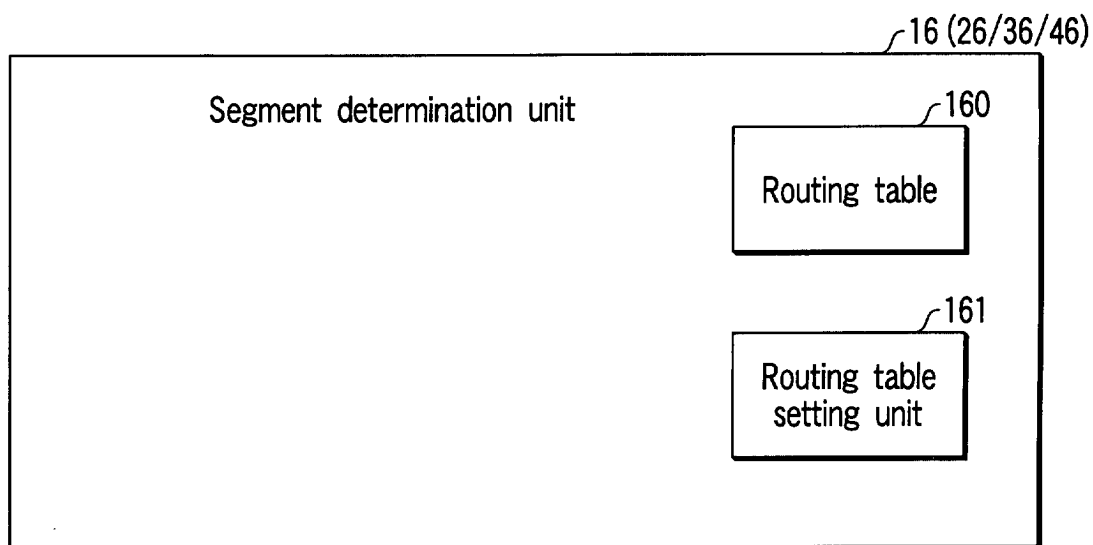 16 (26/36/46)
Segment determination unit
160
Routing table
161
Routing table
setting unit